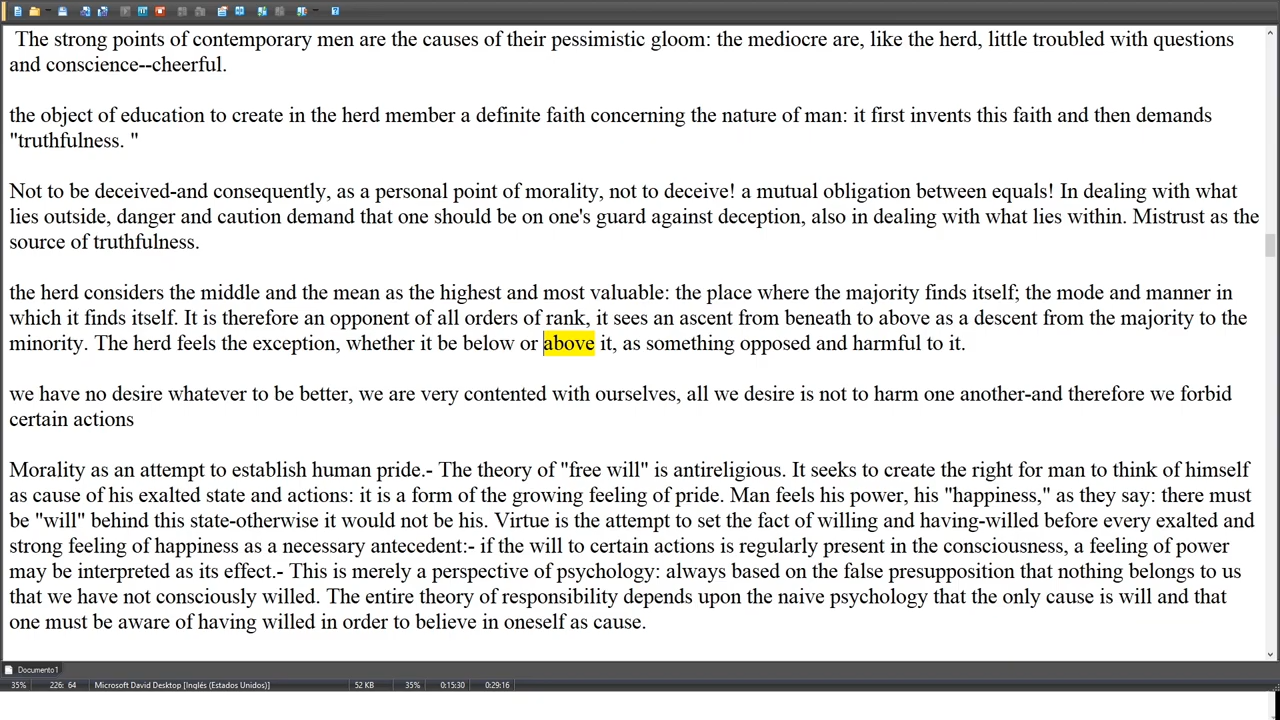 The strong points of contemporary men are the causes of their pessimistic gloom: the mediocre are, like the herd, little troubled with questions
and conscience--cheerful.
the object of education to create in the herd member a definite faith concerning the nature of man: it first invents this faith and then demands
"truthfulness. "
Not to be deceived-and consequently, as a personal point of morality, not to deceive! a mutual obligation between equals! In dealing with what
lies outside, danger and caution demand that one should be on one's guard against deception, also in dealing with what lies within. Mistrust as the
source of truthfulness.
the herd considers the middle and the mean as the highest and most valuable: the place where the majority finds itself; the mode and manner in
which it finds itself. It is therefore an opponent of all orders of rank, it sees an ascent from beneath to above as a descent from the majority to the
minority. The herd feels the exception, whether it be below or above it, as something opposed and harmful to it.
we have no desire whatever to be better, we are very contented with ourselves, all we desire is not to harm one another-and therefore we forbid
certain actions
Morality as an attempt to establish human pride.- The theory of "free will" is antireligious. It seeks to create the right for man to think of himself
as cause of his exalted state and actions: it is a form of the growing feeling of pride. Man feels his power, his "happiness," as they say: there must
be "will" behind this state-otherwise it would not be his. Virtue is the attempt to set the fact of willing and having-willed before every exalted and
strong feeling of happiness as a necessary antecedent:- if the will to certain actions is regularly present in the consciousness, a feeling of power
may be interpreted as its effect.- This is merely a perspective of psychology: always based on the false presupposition that nothing belongs to us
that we have not consciously willed. The entire theory of responsibility depends upon the naive psychology that the only cause is will and that
one must be aware of having willed in order to believe in oneself as cause.
Documento1
35% 226: 64 Microsoft David Desktop [Inglés (Estados Unidos)] 52 KB 35% 0:15:30 0:29:16